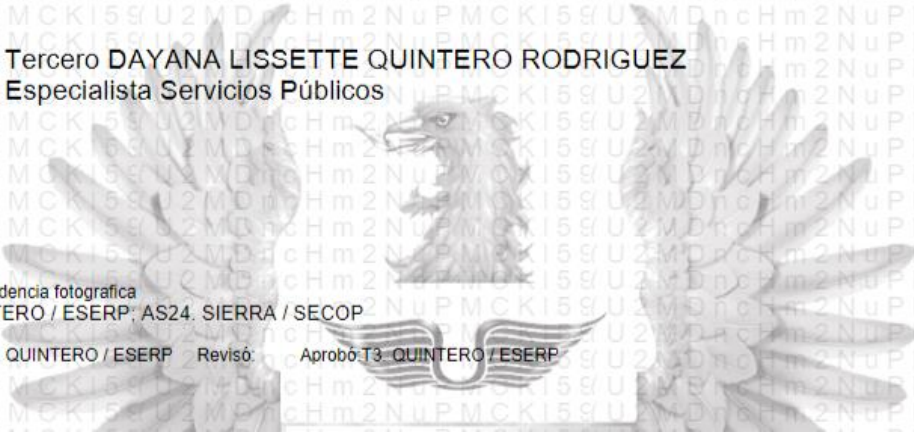 Tercero DAYANA LISSETTE QUINTERO RODRIGUEZ
Especialista Servicios Públicos
dencia fotografica
ERO / ESERP; AS24. SIERRA / SECOP
QUINTERO / ESERP Revisó: Aprobó:T3. QUINTERO / ESERP